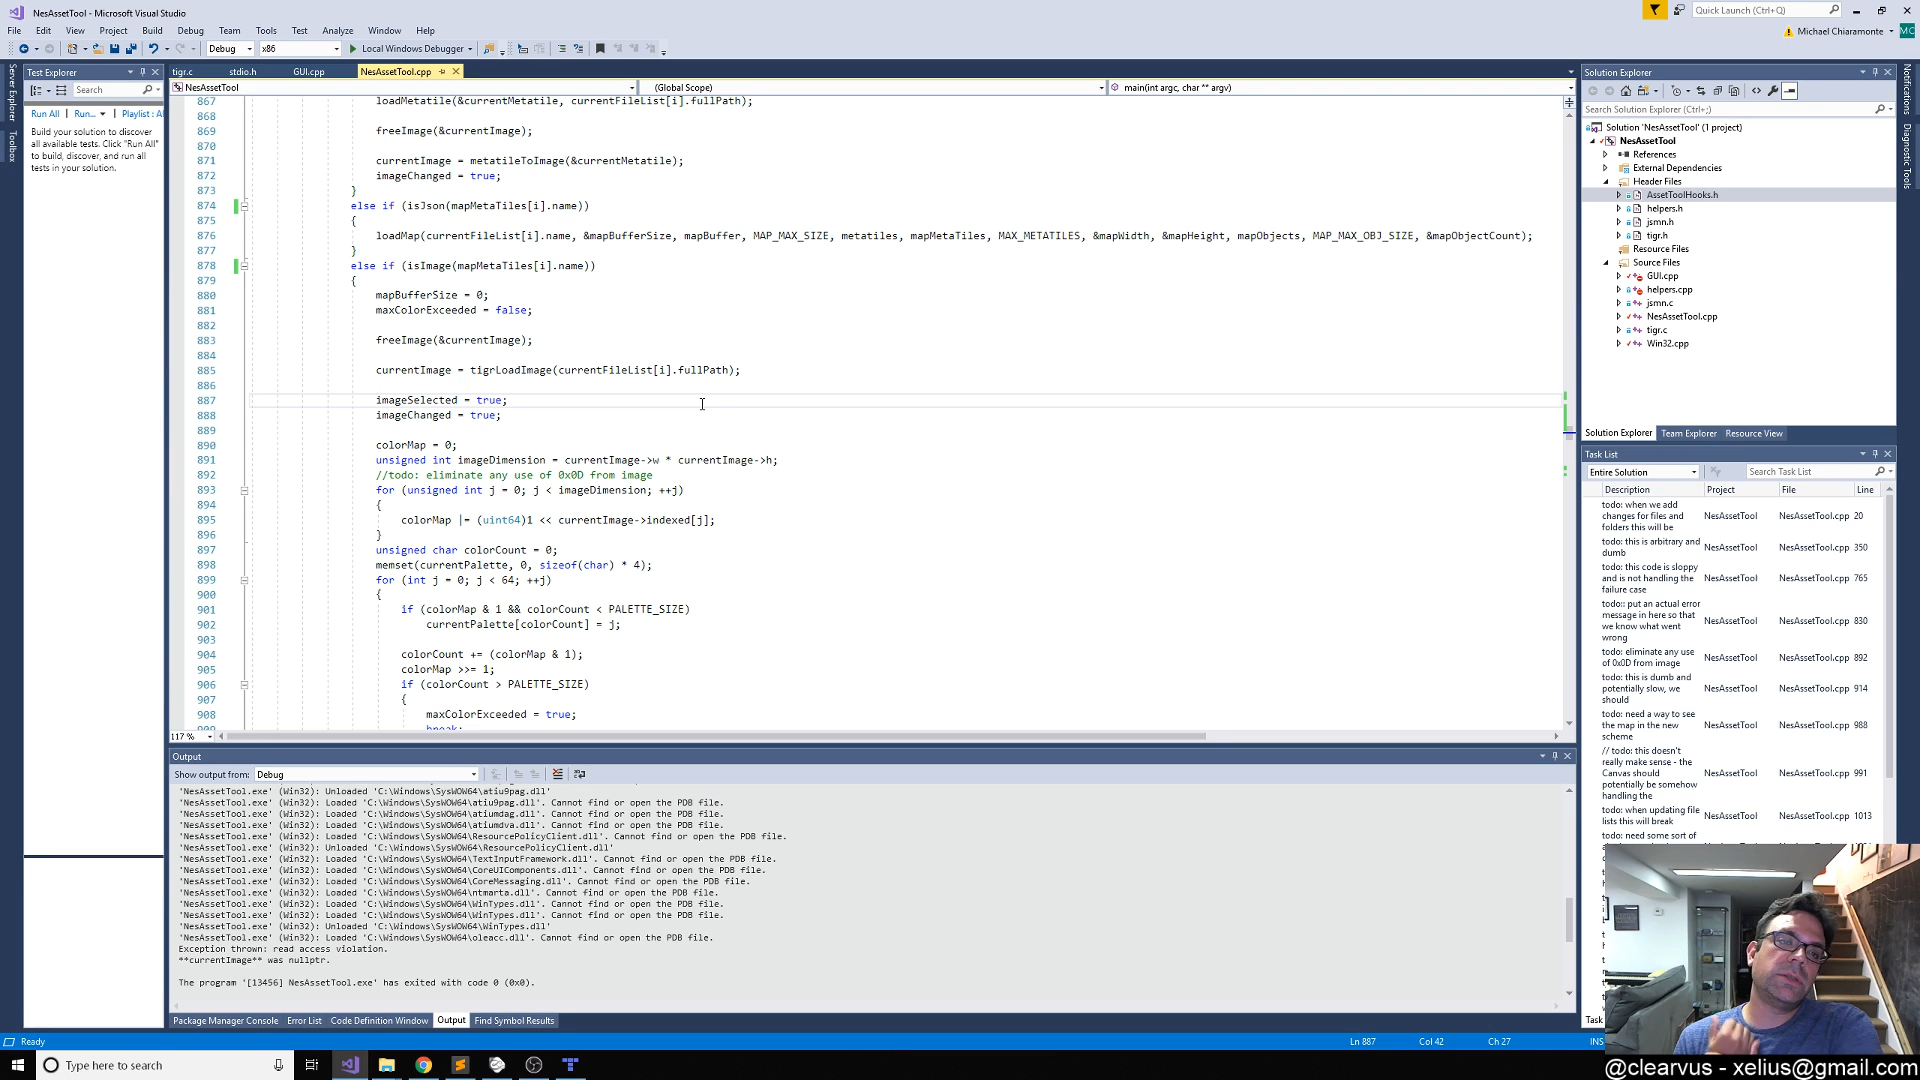 NesAssetTool - Microsoft Visual Studio
Quick Launch (Ctrl+Q)
File Edit View Project Build Debug Team Tools Test Analyze Window Help
Michael Chiaramonte MC
Debug x86 Local Windows Debugger
Server Explorer
Toolbox
Test Explorer
Search
Run All Run...
Build your solution to discover
all available tests. Click "Run All"
to build, discover, and run all
tests in your solution.
tigr.c stdio.h GUI.cpp NesAssetTool.cpp
NesAssetTool (Global Scope) main(int argc, char ** argv)
867 loadMetatile(&currentMetatile, currentFileList[i].fullPath);
868
869 freeImage(&currentImage);
870
871 currentImage = metatileToImage(&currentMetatile);
872 imageChanged = true;
873 }
874 else if (isJson(mapMetaTiles[i].name))
875 {
876 loadMap(currentFileList[i].name, &mapBufferSize, mapBuffer, MAP_MAX_SIZE, metatiles, mapMetaTiles, MAX_METATILES, &mapWidth, &mapHeight, mapObjects, MAP_MAX_OBJ_SIZE, &mapObjectCount);
877 }
878 else if (isImage(mapMetaTiles[i].name))
879 {
880 mapBufferSize = 0;
881 maxColorExceeded = false;
882
883 freeImage(&currentImage);
884
885 currentImage = tigrLoadImage(currentFileList[i].fullPath);
886
887 imageSelected = true;
888 imageChanged = true;
889
890 colorMap = 0;
891 unsigned int imageDimension = currentImage->w * currentImage->h;
892 //todo: eliminate any use of 0x0D from image
893 for (unsigned int j = 0; j < imageDimension; ++j)
894 {
895 colorMap |= (uint64)1 << currentImage->indexed[j];
896 }
897 unsigned char colorCount = 0;
898 memset(currentPalette, 0, sizeof(char) * 4);
899 for (int j = 0; j < 64; ++j)
900 {
901 if (colorMap & 1 && colorCount < PALETTE_SIZE)
902 currentPalette[colorCount] = j;
903
904 colorCount += (colorMap & 1);
905 colorMap >>= 1;
906 if (colorCount > PALETTE_SIZE)
907 {
908 maxColorExceeded = true;
909 break;
117 %
Output
Show output from: Debug
'NesAssetTool.exe' (Win32): Unloaded 'C:\Windows\SysWOW64\atiu9pag.dll'
'NesAssetTool.exe' (Win32): Loaded 'C:\Windows\SysWOW64\atiu9pag.dll'. Cannot find or open the PDB file.
'NesAssetTool.exe' (Win32): Loaded 'C:\Windows\SysWOW64\atiumdag.dll'. Cannot find or open the PDB file.
'NesAssetTool.exe' (Win32): Loaded 'C:\Windows\SysWOW64\atiumdva.dll'. Cannot find or open the PDB file.
'NesAssetTool.exe' (Win32): Loaded 'C:\Windows\SysWOW64\ResourcePolicyClient.dll'. Cannot find or open the PDB file.
'NesAssetTool.exe' (Win32): Unloaded 'C:\Windows\SysWOW64\ResourcePolicyClient.dll'
'NesAssetTool.exe' (Win32): Loaded 'C:\Windows\SysWOW64\TextInputFramework.dll'. Cannot find or open the PDB file.
'NesAssetTool.exe' (Win32): Loaded 'C:\Windows\SysWOW64\CoreUIComponents.dll'. Cannot find or open the PDB file.
'NesAssetTool.exe' (Win32): Loaded 'C:\Windows\SysWOW64\CoreMessaging.dll'. Cannot find or open the PDB file.
'NesAssetTool.exe' (Win32): Loaded 'C:\Windows\SysWOW64\ntmarta.dll'. Cannot find or open the PDB file.
'NesAssetTool.exe' (Win32): Loaded 'C:\Windows\SysWOW64\WinTypes.dll'. Cannot find or open the PDB file.
'NesAssetTool.exe' (Win32): Loaded 'C:\Windows\SysWOW64\WinTypes.dll'. Cannot find or open the PDB file.
'NesAssetTool.exe' (Win32): Unloaded 'C:\Windows\SysWOW64\WinTypes.dll'
'NesAssetTool.exe' (Win32): Loaded 'C:\Windows\SysWOW64\oleacc.dll'. Cannot find or open the PDB file.
Exception thrown: read access violation.
**currentImage** was nullptr.
The program '[13456] NesAssetTool.exe' has exited with code 0 (0x0).
Package Manager Console Error List Code Definition Window Output Find Symbol Results
Solution Explorer
Search Solution Explorer (Ctrl+;)
Solution 'NesAssetTool' (1 project)
NesAssetTool
References
External Dependencies
Header Files
AssetToolHooks.h
helpers.h
jsmn.h
tigr.h
Resource Files
Source Files
GUI.cpp
helpers.cpp
jsmn.c
NesAssetTool.cpp
tigr.c
Win32.cpp
Solution Explorer Team Explorer Resource View
Task List
Entire Solution Search Task List
Description Project File Line
todo: when we add
changes for files and NesAssetTool NesAssetTool.cpp 20
folders this will be
todo: this is arbitrary and
dumb NesAssetTool NesAssetTool.cpp 350
todo: this code is sloppy
and is not handling the NesAssetTool NesAssetTool.cpp 765
failure case
todo:: put an actual error
message in here so that
we know what went NesAssetTool NesAssetTool.cpp 830
wrong
todo: eliminate any use
of 0x0D from image NesAssetTool NesAssetTool.cpp 892
todo: this is dumb and
potentially slow, we NesAssetTool NesAssetTool.cpp 914
should
todo: need a way to see
the map in the new NesAssetTool NesAssetTool.cpp 988
scheme
// todo: this doesn't
really make sense - the
Canvas should NesAssetTool NesAssetTool.cpp 991
potentially be somehow
handling the
todo: when updating file
lists this will break NesAssetTool NesAssetTool.cpp 1013
todo: need some sort of
Task
Notifications
Diagnostic Tools
Ready Ln 887 Col 42 Ch 27 INS
Type here to search
@clearvus - xelius@gmail.com